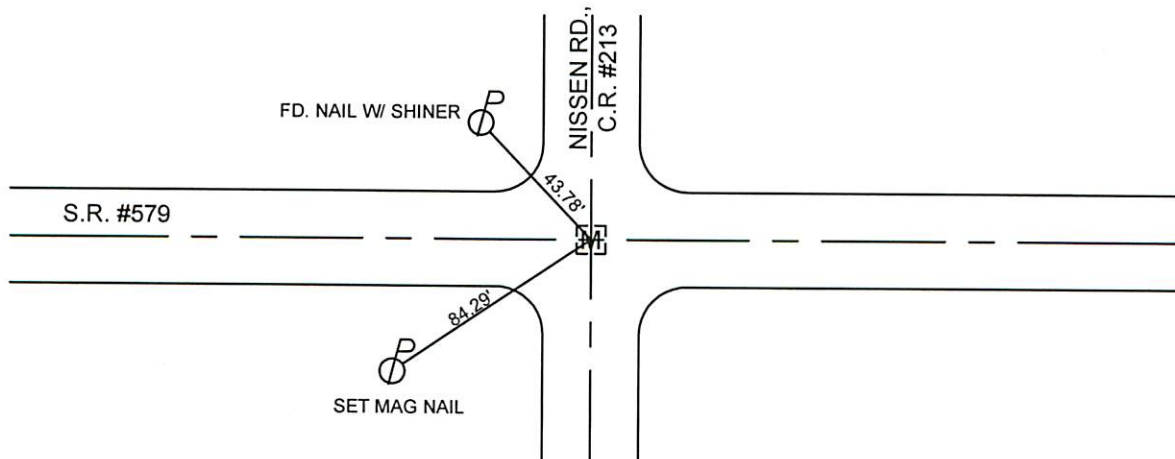 NISSEN RD.,
C.R. #213
P
FD. NAIL W/ SHINER
43.78'
S.R. #579
M
84.29'
P
SET MAG NAIL